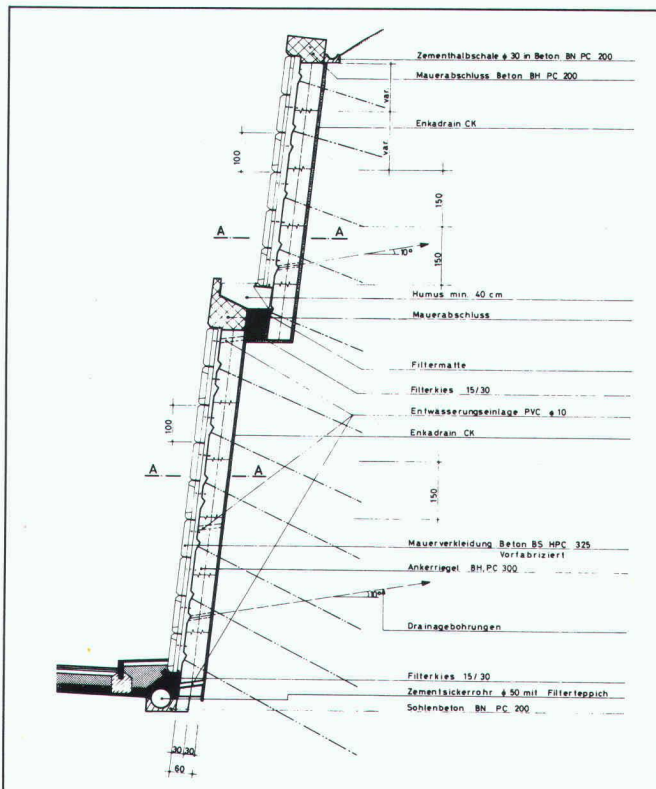 Zementhalbschale ϕ 30 in Beton BN PC 200
Mauerabschluss Beton BH PC 200
var.
Enkadrain CK
var.
100
150
A
A
150
10°
Humus min. 40 cm
Mauerabschluss
Filtermatte
Filterkies 15/30
Entwasserungseinlage PVC ϕ 10
100
Enkadrain CK
A
A
150
Mauerverkleidung Beton BS HPC 325
Vorfabriziert
Ankerriegel BH, PC 300
10°
Drainagebohrungen
Filterkies 15/30
Zementsickerrohr ϕ 50 mit Filterteppich
Sohlenbeton BN PC 200
30 30
60